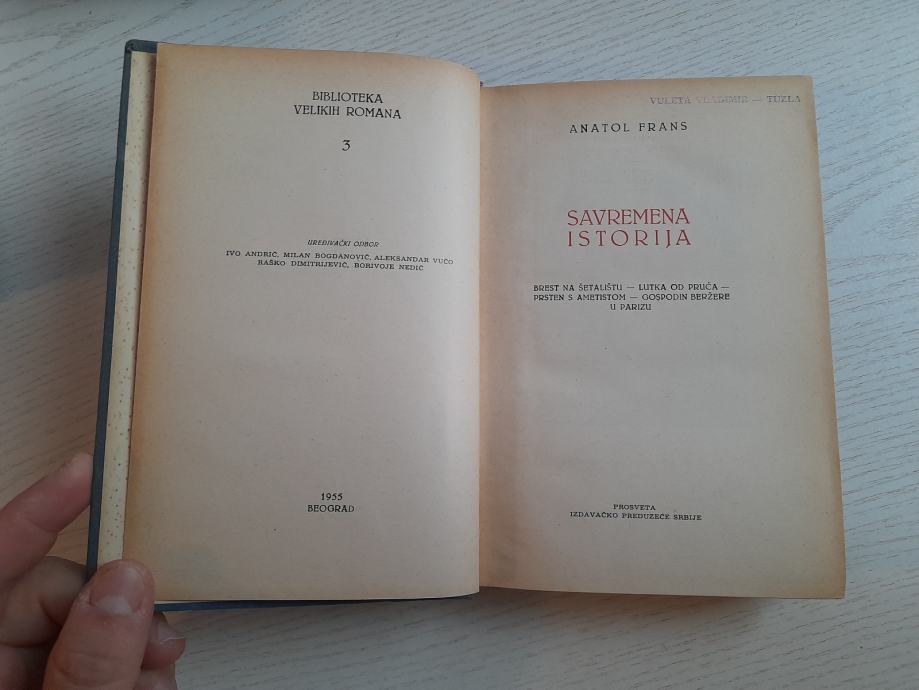 BIBLIOTEKA
VELIKIH ROMANA
3
UREĐIVAČKI ODBOR
IVO ANDRIĆ, MILAN BOGDANOVIĆ, ALEKSANDAR VUČO
RAŠKO DIMITRIJEVIĆ, BORIVOJE NEDIĆ
1955
BEOGRAD
VULETA VLADIMIR — TUZLA
ANATOL FRANS
SAVREMENA
ISTORIJA
BREST NA ŠETALIŠTU — LUTKA OD PRUĆA —
PRSTEN S AMETISTOM — GOSPODIN BERŽERE
U PARIZU
PROSVETA
IZDAVAČKO PREDUZEĆE SRBIJE